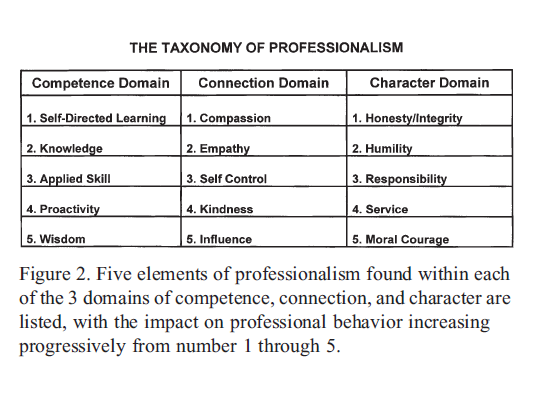 THE TAXONOMY OF PROFESSIONALISM
Competence Domain Connection Domain Character Domain
1. Self-Directed Learning 1. Compassion 1. Honesty/Integrity
2. Knowledge 2. Empathy 2. Humility
3. Applied Skill 3. Self Control 3. Responsibility
4. Proactivity 4. Kindness 4. Service
5. Wisdom 5. Influence 5. Moral Courage
Figure 2. Five elements of professionalism found within each
of the 3 domains of competence, connection, and character are
listed, with the impact on professional behavior increasing
progressively from number 1 through 5.